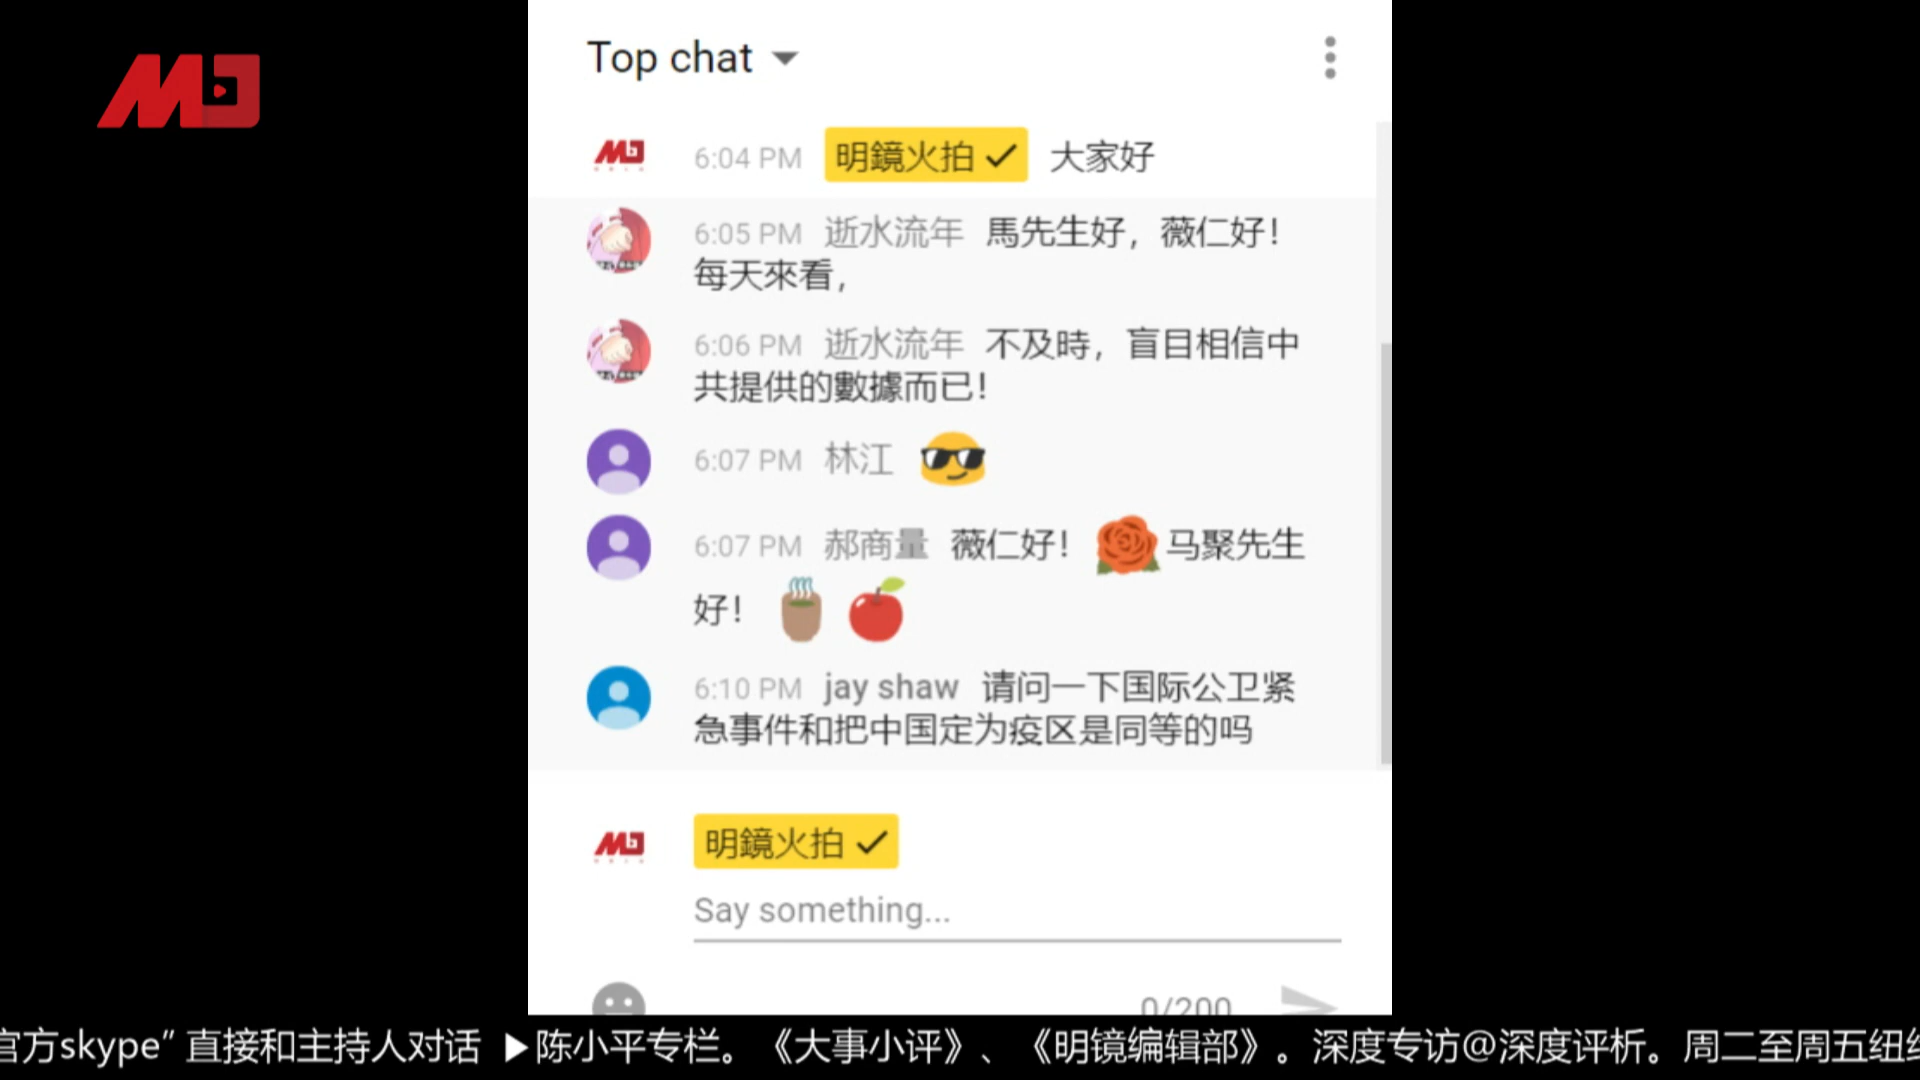 Top chat
6:04 PM 明鏡火拍 大家好
6:05 PM 逝水流年 馬先生好，薇仁好！
每天來看，
6:06 PM 逝水流年 不及時，盲目相信中
共提供的數據而已！
6:07 PM 林江
6:07 PM 郝商量 薇仁好！ 马聚先生
好！
6:10 PM jay shaw 请问一下国际公卫紧
急事件和把中国定为疫区是同等的吗
明鏡火拍
Say something...
0/200
官方skype” 直接和主持人对话 ▶陈小平专栏。《大事小评》、《明镜编辑部》。深度专访@深度评析。周二至周五纽约